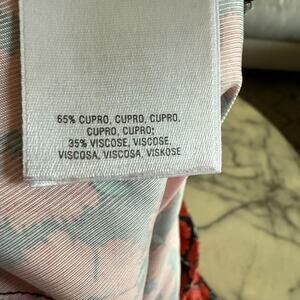 65% CUPRO, CUPRO, CUPRO,
CUPRO, CUPRO;
35% VISCOSE, VISCOSE,
VISCOSA, VISCOSA, VISKOSE